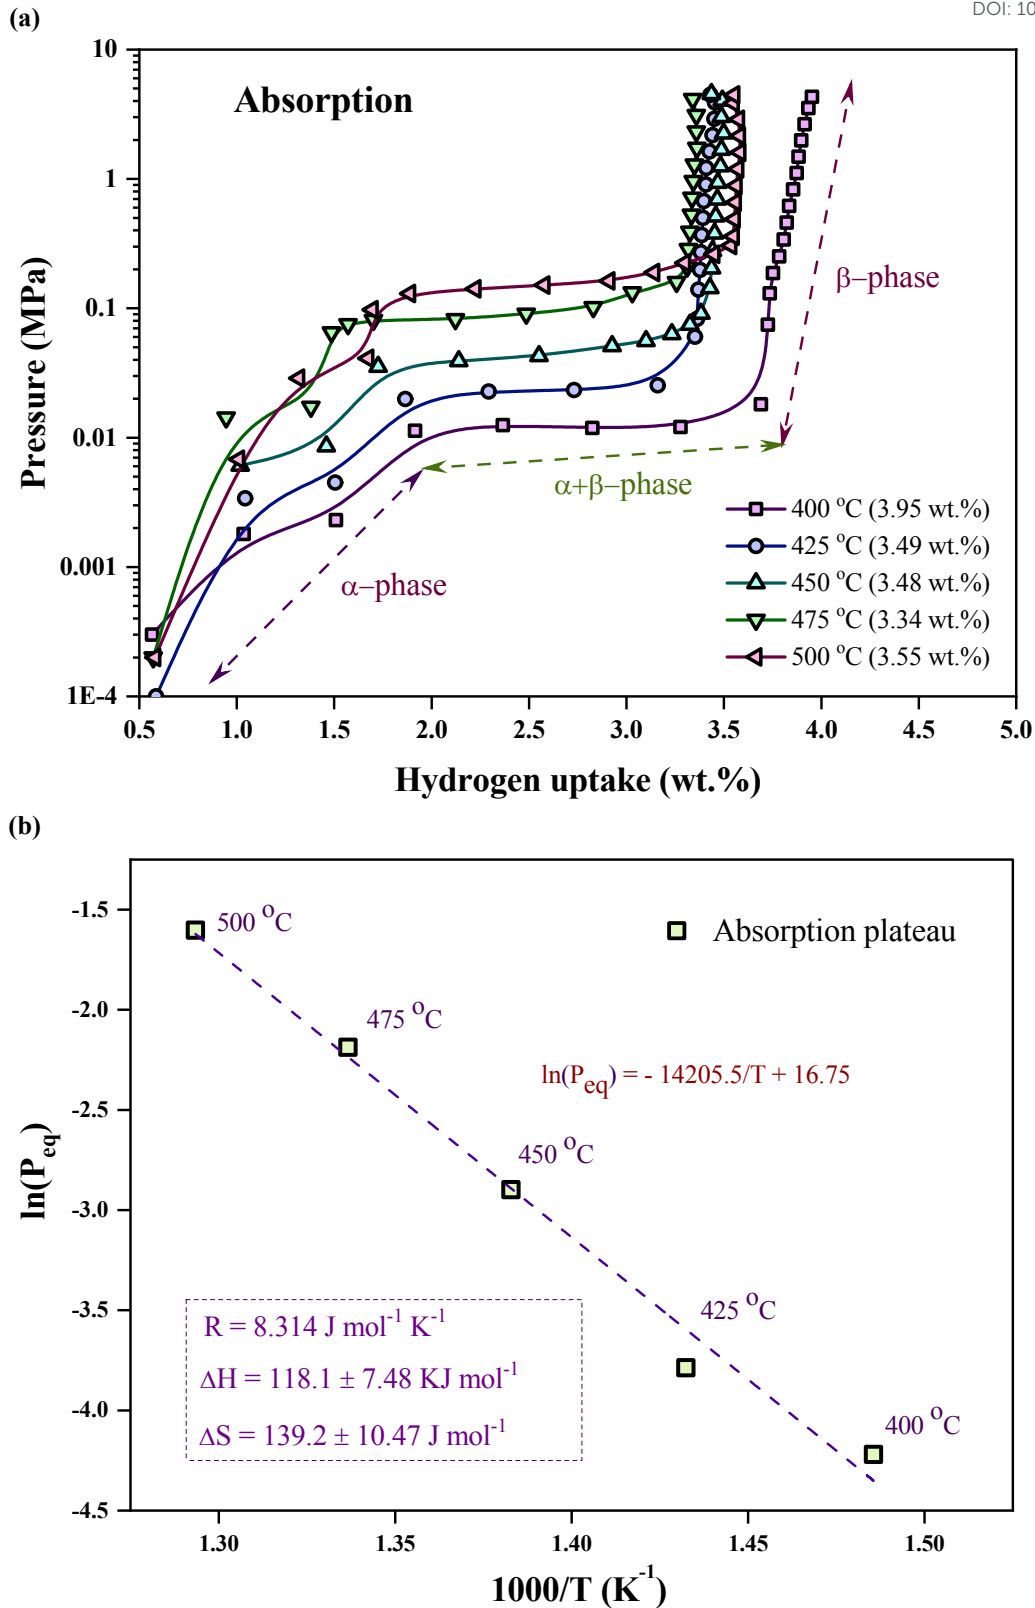 DOI: 10
(a)
Absorption
10
1
0.1
0.01
0.001
1E-4
Pressure (MPa)
β−phase
α+β−phase
α−phase
400 °C (3.95 wt.%)
425 °C (3.49 wt.%)
450 °C (3.48 wt.%)
475 °C (3.34 wt.%)
500 °C (3.55 wt.%)
0.5 1.0 1.5 2.0 2.5 3.0 3.5 4.0 4.5 5.0
Hydrogen uptake (wt.%)
(b)
-1.5
-2.0
-2.5
-3.0
-3.5
-4.0
-4.5
ln(Peq)
500 °C
Absorption plateau
475 °C
ln(Peq) = - 14205.5/T + 16.75
450 °C
425 °C
400 °C
R = 8.314 J mol-1 K-1
ΔH = 118.1 ± 7.48 KJ mol-1
ΔS = 139.2 ± 10.47 J mol-1
1.30 1.35 1.40 1.45 1.50
1000/T (K-1)